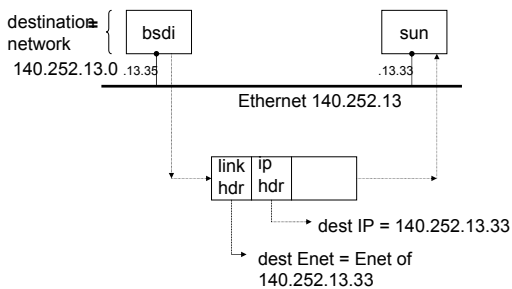 destination =
network
140.252.13.0
bsdi
sun
.13.35
.13.33
Ethernet 140.252.13
link
hdr
ip
hdr
dest IP = 140.252.13.33
dest Enet = Enet of
140.252.13.33